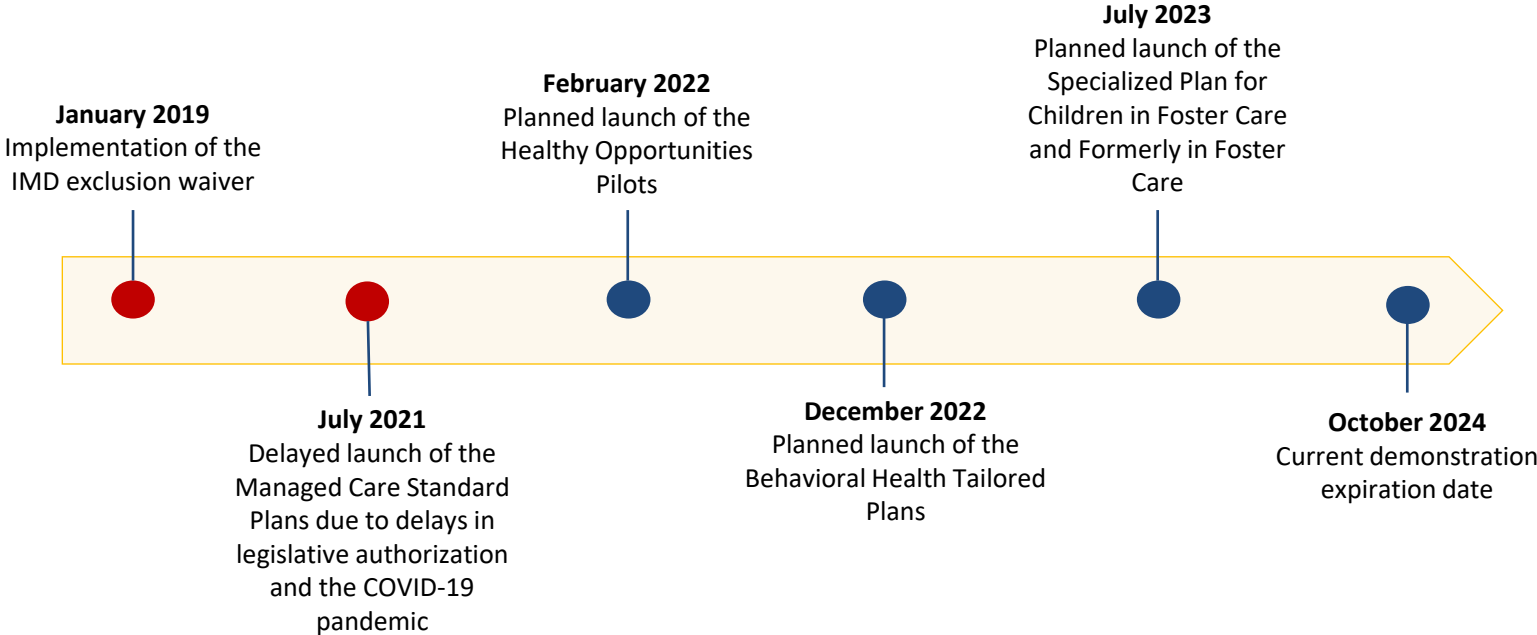 January 2019
Implementation of the
IMD exclusion waiver
July 2021
Delayed launch of the
Managed Care Standard
Plans due to delays in
legislative authorization
and the COVID-19
pandemic
February 2022
Planned launch of the
Healthy Opportunities
Pilots
December 2022
Planned launch of the
Behavioral Health Tailored
Plans
July 2023
Planned launch of the
Specialized Plan for
Children in Foster Care
and Formerly in Foster
Care
October 2024
Current demonstration
expiration date